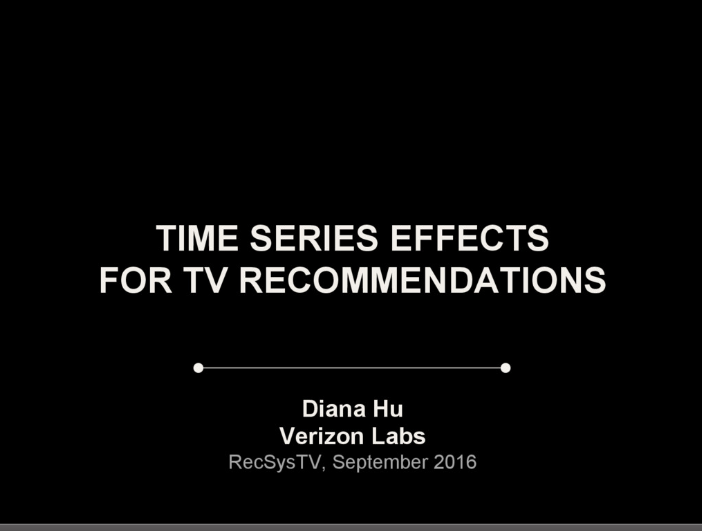 TIME SERIES EFFECTS
FOR TV RECOMMENDATIONS
Diana Hu
Verizon Labs
RecSysTV, September 2016